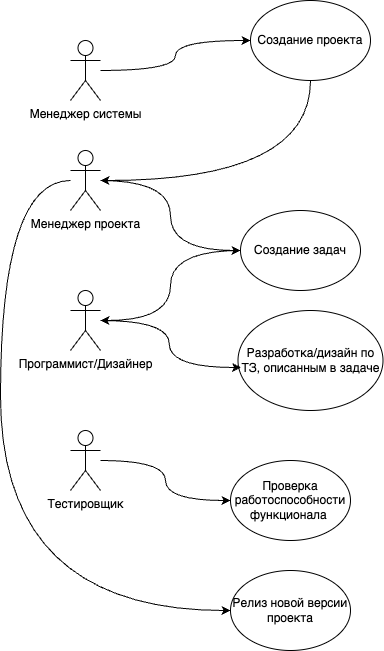 Создание проекта
Менеджер системы
Менеджер проекта
Создание задач
Программист/Дизайнер
Разработка/дизайн по
ТЗ, описанным в задаче
Тестировщик
Проверка
работоспособности
функционала
Релиз новой версии
проекта